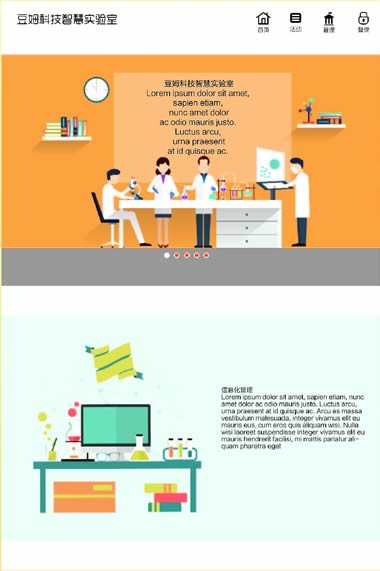 豆姆科技智慧实验室
首页 活动 管理 登录
豆姆科技智慧实验室
Lorem ipsum dolor sit amet,
sapien etiam,
nunc amet dolor
ac odio mauris justo.
Luctus arcu,
urna praesent
at id quisque ac.
信息化管理
Lorem ipsum dolor sit amet, sapien etiam, nunc
amet dolor ac odio mauris justo. Luctus arcu,
urna praesent at id quisque ac. Arcu es massa
vestibulum malesuada, integer vivamus elit eu
mauris eus, cum eros quis aliquam wisi. Nulla
wisi laoreet suspendisse integer vivamus elit eu
mauris hendrerit facilisi, mi mattis pariatur ali-
quam pharetra eget